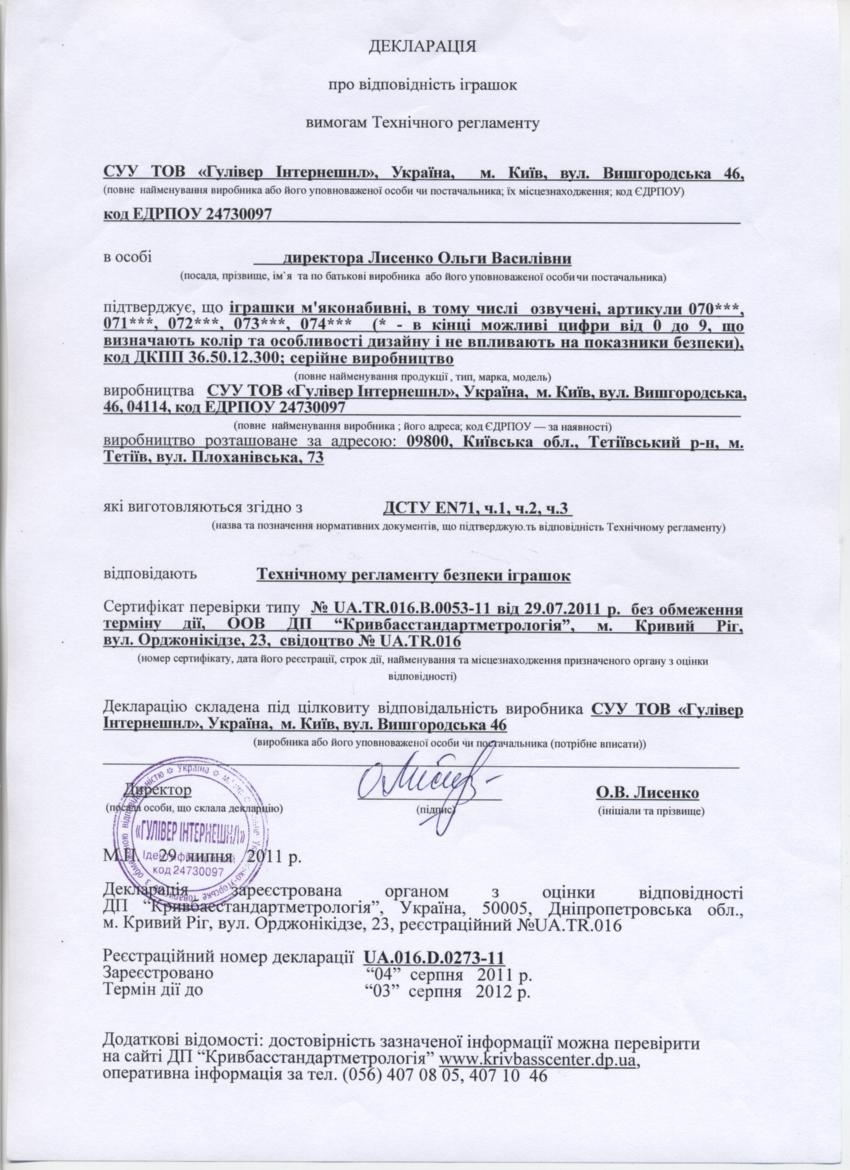 ДЕКЛАРАЦІЯ
про відповідність іграшок
вимогам Технічного регламенту
СУУ ТОВ «Гулівер Інтернешнл», Україна, м. Київ, вул. Вишгородська 46,
(повне найменування виробника або його уповноваженої особи чи постачальника; їх місцезнаходження; код ЄДРПОУ)
код ЕДРПОУ 24730097
в особі директора Лисенко Ольги Василівни
(посада, прізвище, ім`я та по батькові виробника або його уповноваженої особи чи постачальника)
підтверджує, що іграшки м'яконабивні, в тому числі озвучені, артикули 070***,
071***, 072***, 073***, 074*** (* - в кінці можливі цифри від 0 до 9, що
визначають колір та особливості дизайну і не впливають на показники безпеки),
код ДКПП 36.50.12.300; серійне виробництво
(повне найменування продукції , тип, марка, модель)
виробництва СУУ ТОВ «Гулівер Інтернешнл», Україна, м. Київ, вул. Вишгородська,
46, 04114, код ЕДРПОУ 24730097
(повне найменування виробника ; його адреса; код ЄДРПОУ — за наявності)
виробництво розташоване за адресою: 09800, Київська обл., Тетіївський р-н, м.
Тетіїв, вул. Плоханівська, 73
які виготовляються згідно з ДСТУ EN71, ч.1, ч.2, ч.3
(назва та позначення нормативних документів, що підтверджую.ть відповідність Технічному регламенту)
відповідають Технічному регламенту безпеки іграшок
Сертифікат перевірки типу № UA.TR.016.B.0053-11 від 29.07.2011 р. без обмеження
терміну дії, ООВ ДП “Кривбасстандартметрологія”, м. Кривий Ріг,
вул. Орджонікідзе, 23, свідоцтво № UA.TR.016
(номер сертифікату, дата його реєстрації, строк дії, найменування та місцезнаходження призначеного органу з оцінки
відповідності)
Декларацію складена під цілковиту відповідальність виробника СУУ ТОВ «Гулівер
Інтернешнл», Україна, м. Київ, вул. Вишгородська 46
(виробника або його уповноваженої особи чи постачальника (потрібне вписати))
Директор О.В. Лисенко
(посада особи, що склала декларацію) (підпис) (ініціали та прізвище)
«ГУЛІВЕР ІНТЕРНЕШНЛ»
Ідентифікаційний
код 24730097
М.П. 29 липня 2011 р.
Декларація зареєстрована органом з оцінки відповідності
ДП “Кривбасстандартметрологія”, Україна, 50005, Дніпропетровська обл.,
м. Кривий Ріг, вул. Орджонікідзе, 23, реєстраційний №UA.TR.016
Реєстраційний номер декларації UA.016.D.0273-11
Зареєстровано “04” серпня 2011 р.
Термін дії до “03” серпня 2012 р.
Додаткові відомості: достовірність зазначеної інформації можна перевірити
на сайті ДП “Кривбасстандартметрологія” www.krivbasscenter.dp.ua,
оперативна інформація за тел. (056) 407 08 05, 407 10 46